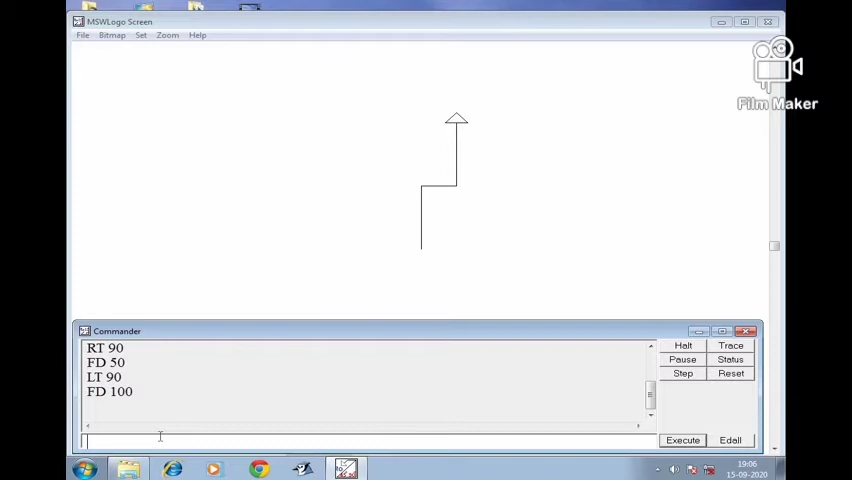 MSWLogo Screen
File Bitmap Set Zoom Help
Film Maker
Commander
RT 90
FD 50
LT 90
FD 100
Halt Trace
Pause Status
Step Reset
Execute Edall
19:06
15-09-2020